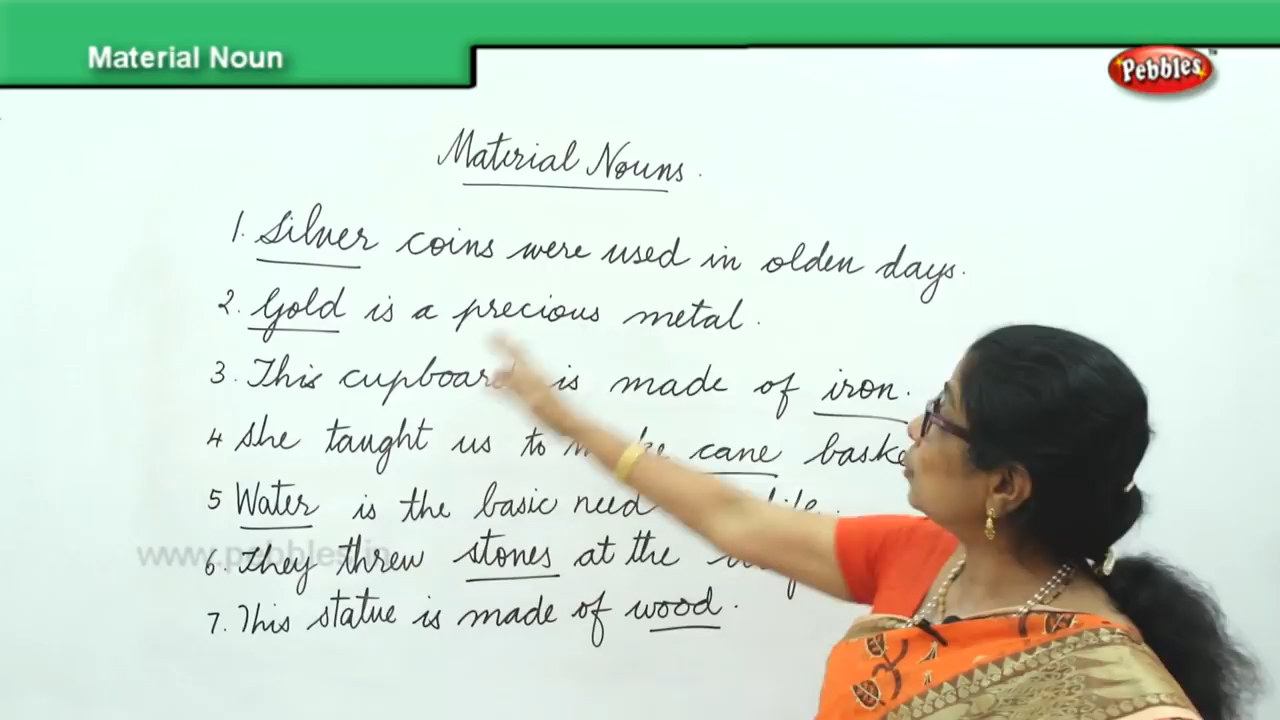 Material Noun
Pebbles
Material Nouns.
1. Silver coins were used in olden days.
2. Gold is a precious metal.
3. This cupboard is made of iron.
4 She taught us to cane
5 Water is the basic need life.
6. They threw stones at the
7. This statue is made of wood.
www.pebbles.in